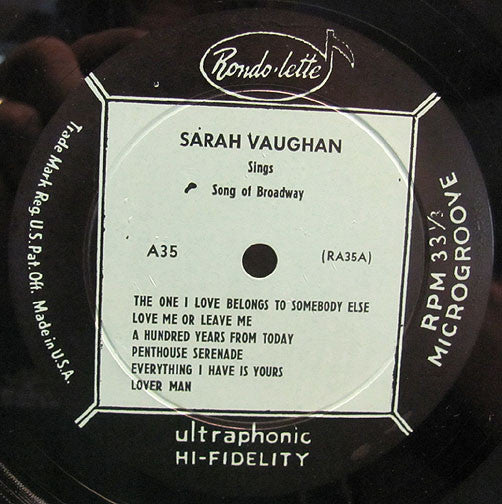 Rondo-lette
SARAH VAUGHAN
Sings
Song of Broadway
A35
(RA35A)
THE ONE I LOVE BELONGS TO SOMEBODY ELSE
LOVE ME OR LEAVE ME
A HUNDRED YEARS FROM TODAY
PENTHOUSE SERENADE
EVERYTHING I HAVE IS YOURS
LOVER MAN
Trade Mark Reg. U.S. Pat. Off. Made in U.S.A.
RPM 33 1/3
MICROGROOVE
ultraphonic
HI-FIDELITY